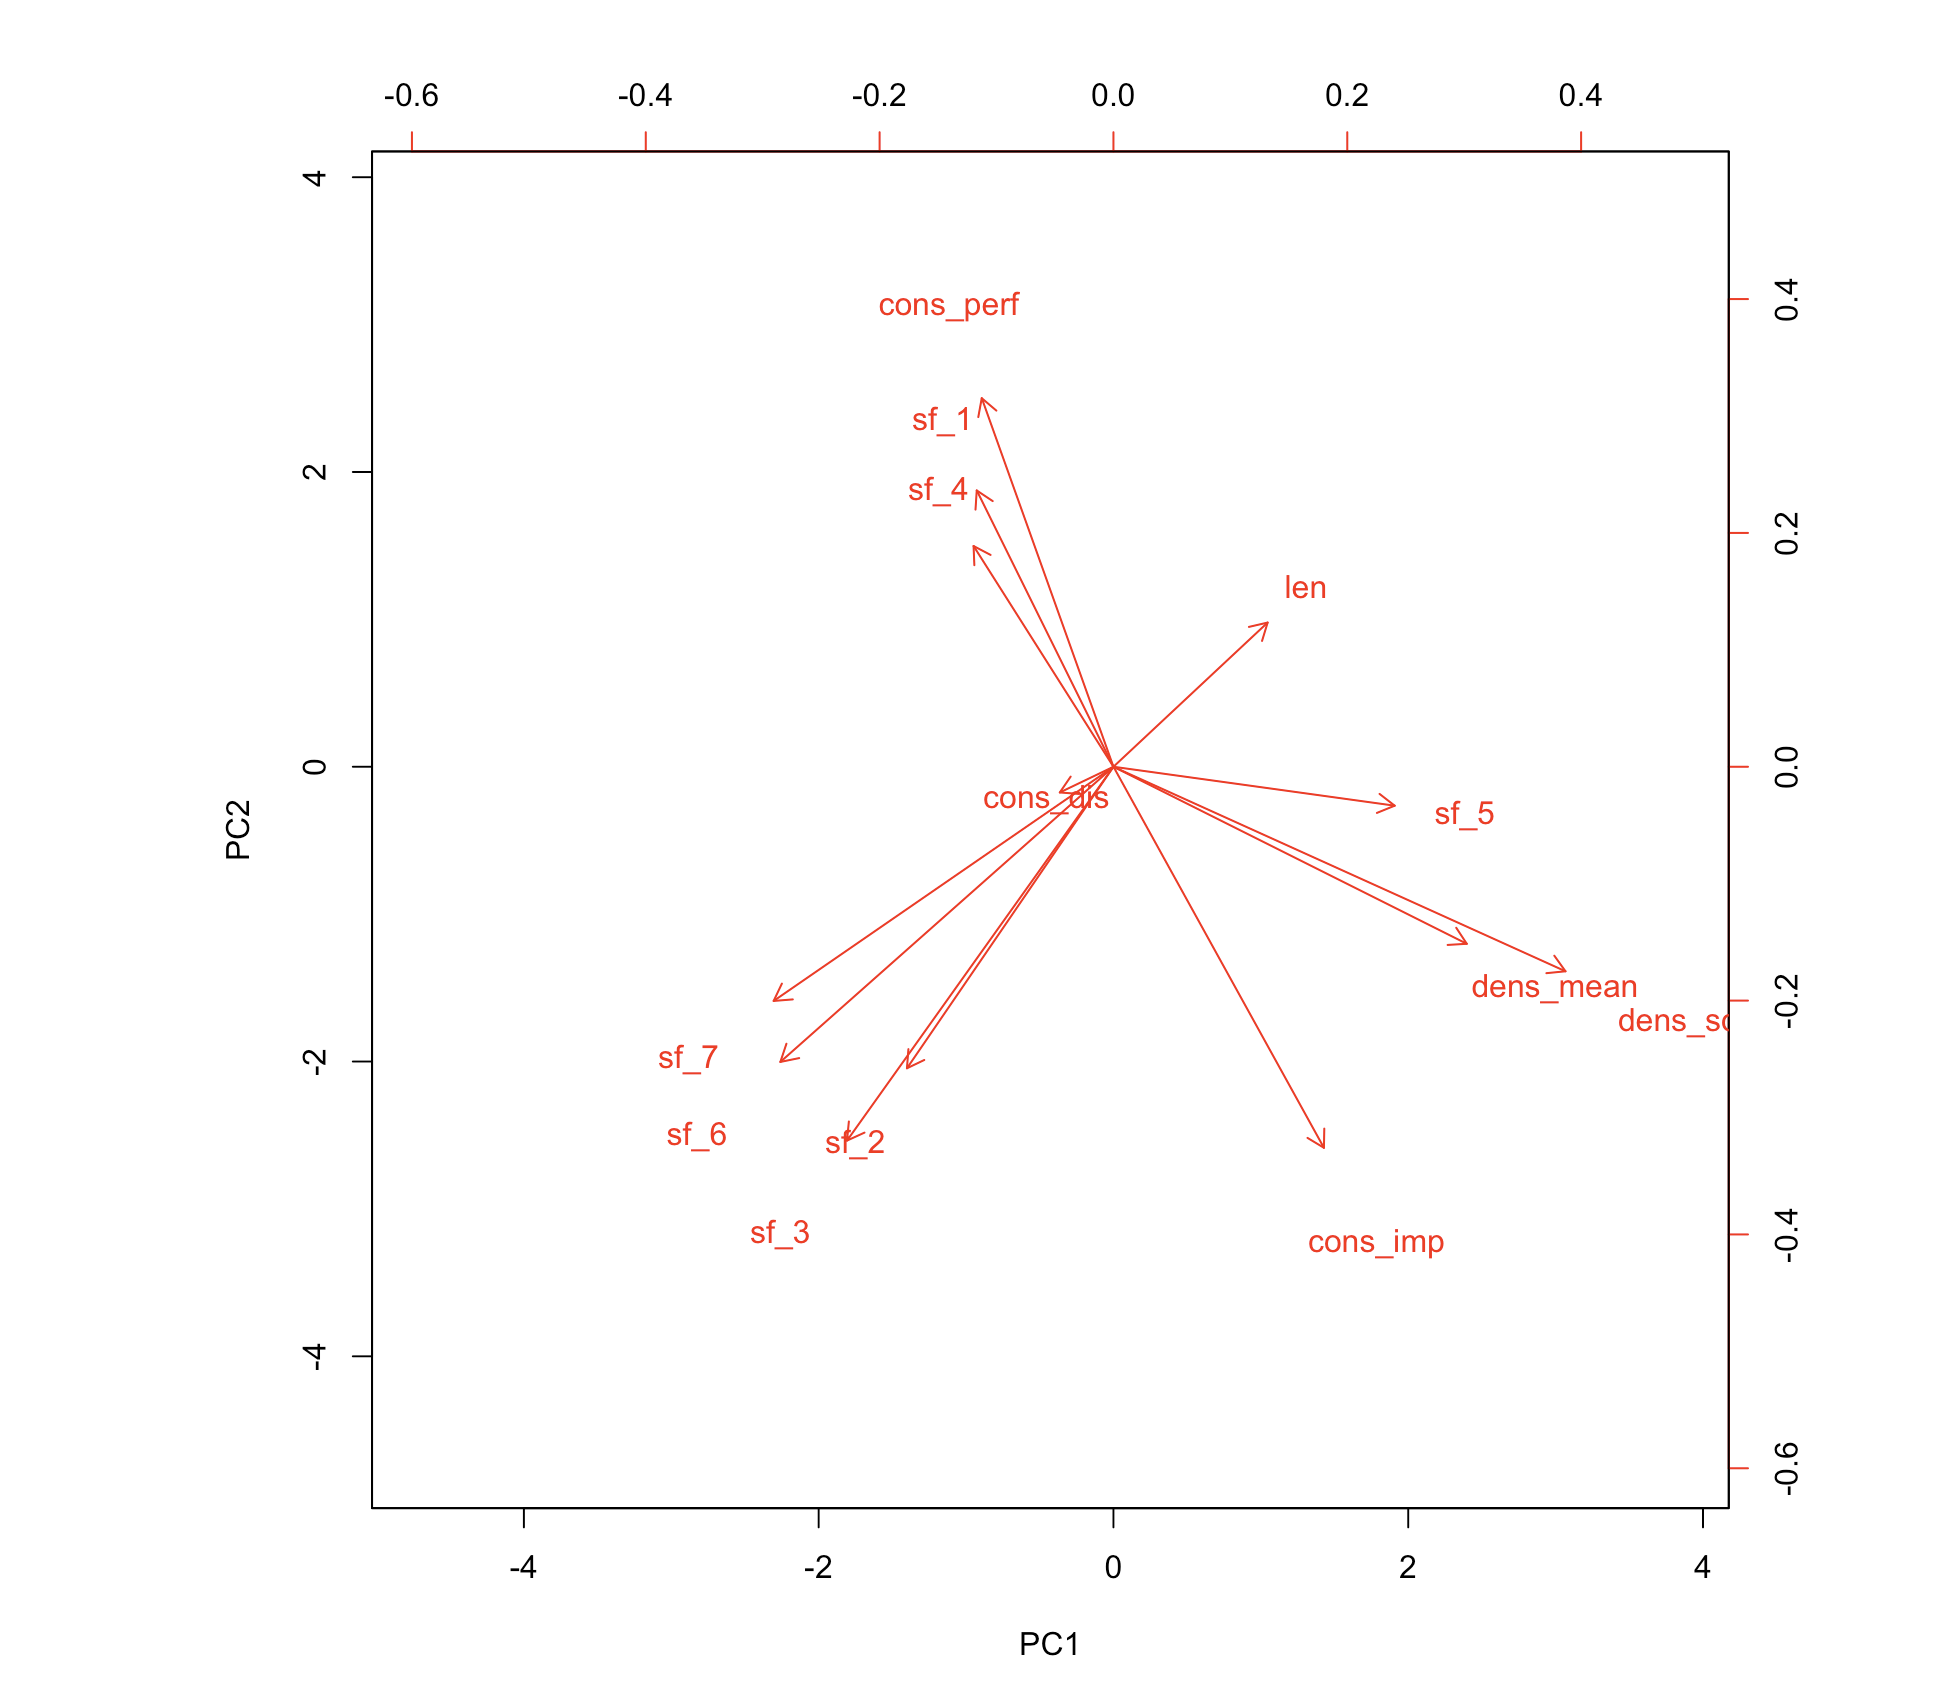 -0.6 -0.4 -0.2 0.0 0.2 0.4
4
cons_perf
0.4
sf_1
2
sf_4
0.2
len
0
cons_dis
0.0
sf_5
PC2
dens_mean
-0.2
dens_sd
-2
sf_7
sf_6
sf_2
sf_3
cons_imp
-0.4
-4
-0.6
-4 -2 0 2 4
PC1